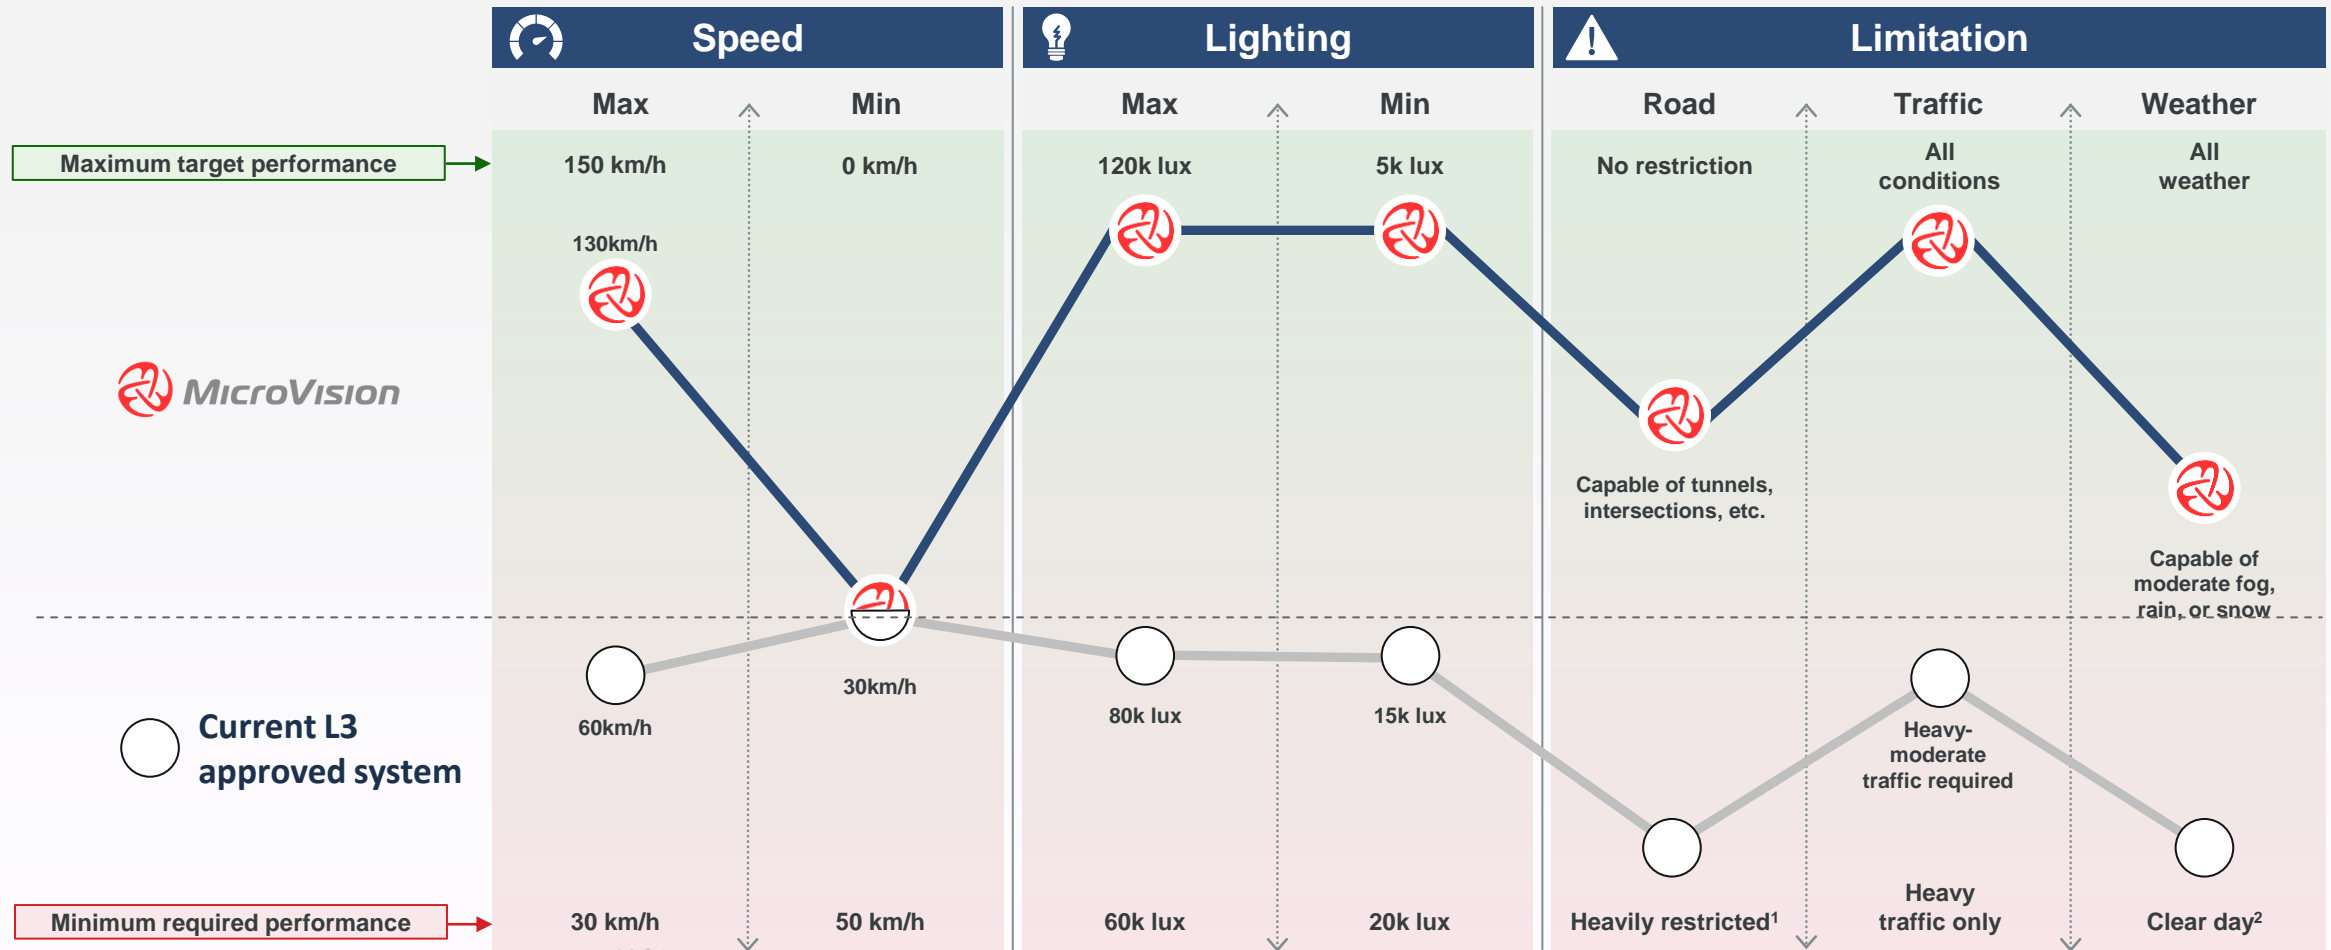 Speed
Lighting
Limitation
Max
Min
Max
Min
Road
Traffic
Weather
Maximum target performance
150 km/h
0 km/h
120k lux
5k lux
No restriction
All
conditions
All
weather
130km/h
MicroVision
Capable of tunnels,
intersections, etc.
Capable of
moderate fog,
rain, or snow
30km/h
60km/h
80k lux
15k lux
Heavy-
moderate
traffic required
Current L3
approved system
Minimum required performance
30 km/h
50 km/h
60k lux
20k lux
Heavily restricted¹
Heavy
traffic only
Clear day²